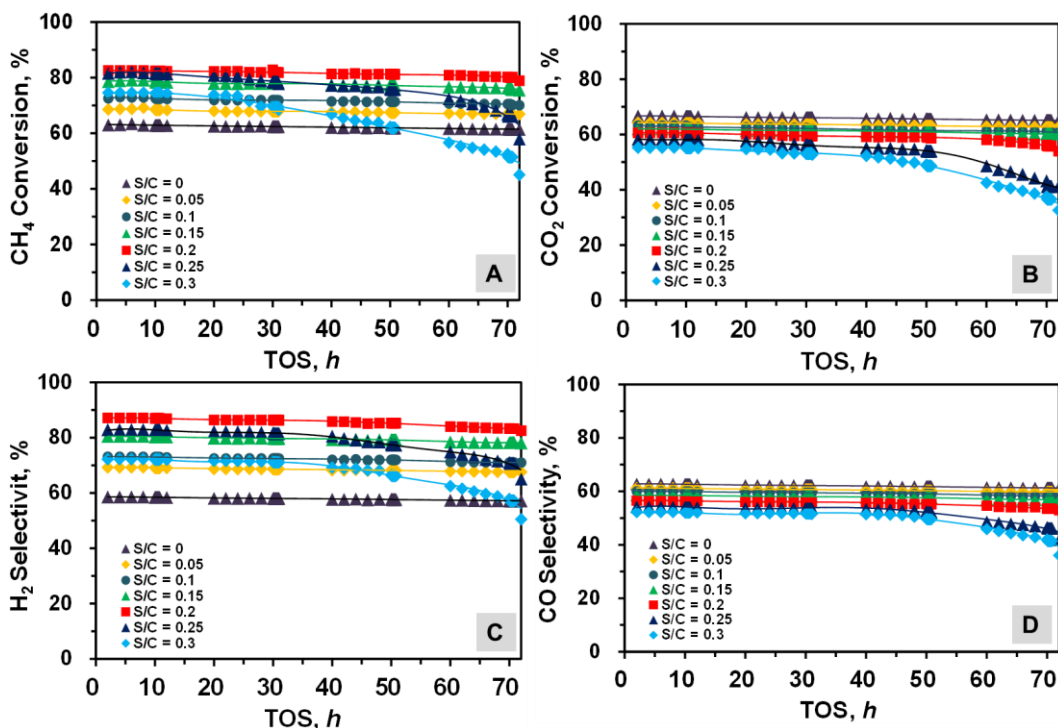 100
80
60
40
20
0
CH4 Conversion, %
S/C = 0
S/C = 0.05
S/C = 0.1
S/C = 0.15
S/C = 0.2
S/C = 0.25
S/C = 0.3
A
0 10 20 30 40 50 60 70
TOS, h
100
80
60
40
20
0
CO2 Conversion, %
S/C = 0
S/C = 0.05
S/C = 0.1
S/C = 0.15
S/C = 0.2
S/C = 0.25
S/C = 0.3
B
0 10 20 30 40 50 60 70
TOS, h
100
80
60
40
20
0
H2 Selectivit, %
S/C = 0
S/C = 0.05
S/C = 0.1
S/C = 0.15
S/C = 0.2
S/C = 0.25
S/C = 0.3
C
0 10 20 30 40 50 60 70
TOS, h
100
80
60
40
20
0
CO Selectivity, %
S/C = 0
S/C = 0.05
S/C = 0.1
S/C = 0.15
S/C = 0.2
S/C = 0.25
S/C = 0.3
D
0 10 20 30 40 50 60 70
TOS, h